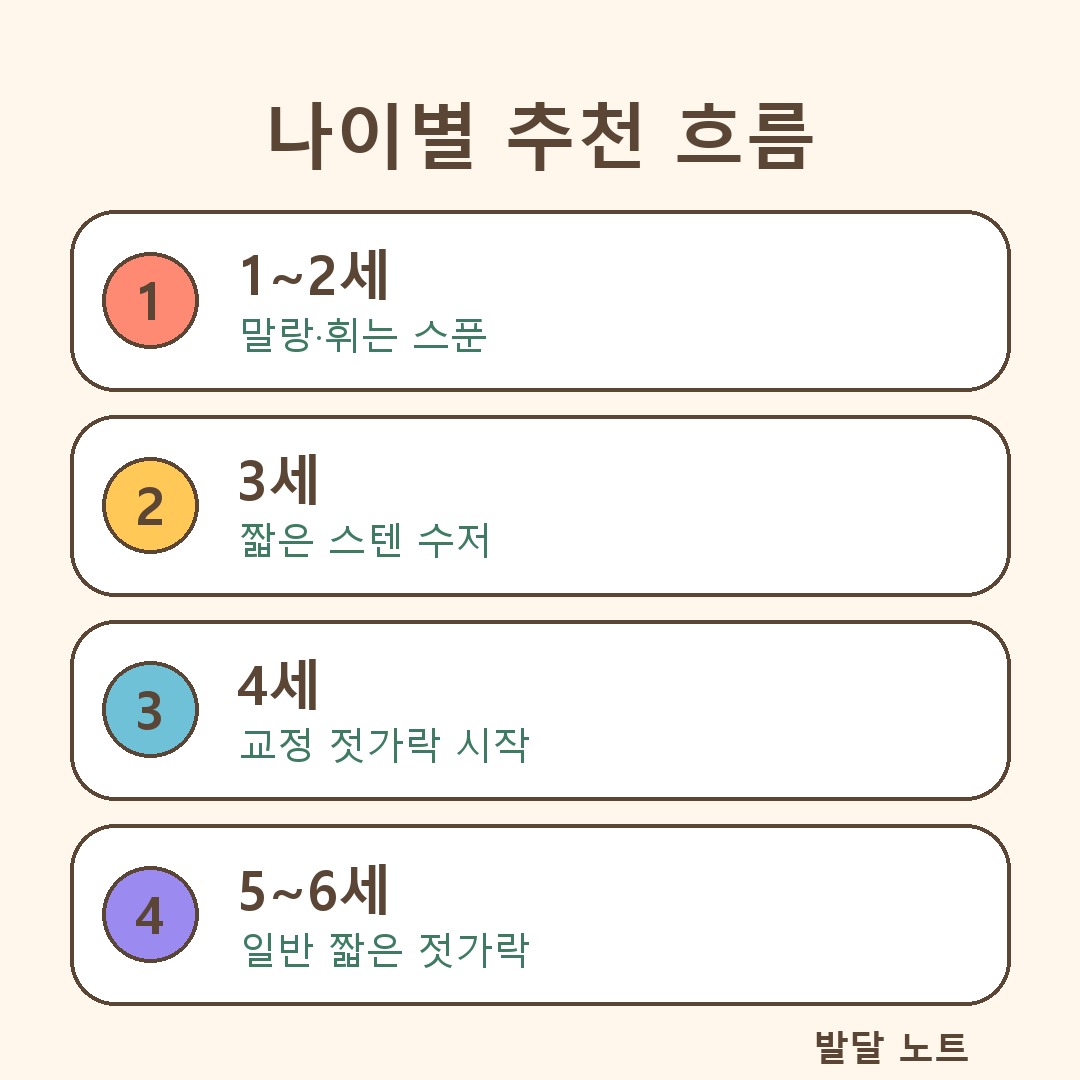 나이별 추천 흐름
1
1~2세
말랑·휘는 스푼
2
3세
짧은 스텐 수저
3
4세
교정 젓가락 시작
4
5~6세
일반 짧은 젓가락
발달 노트